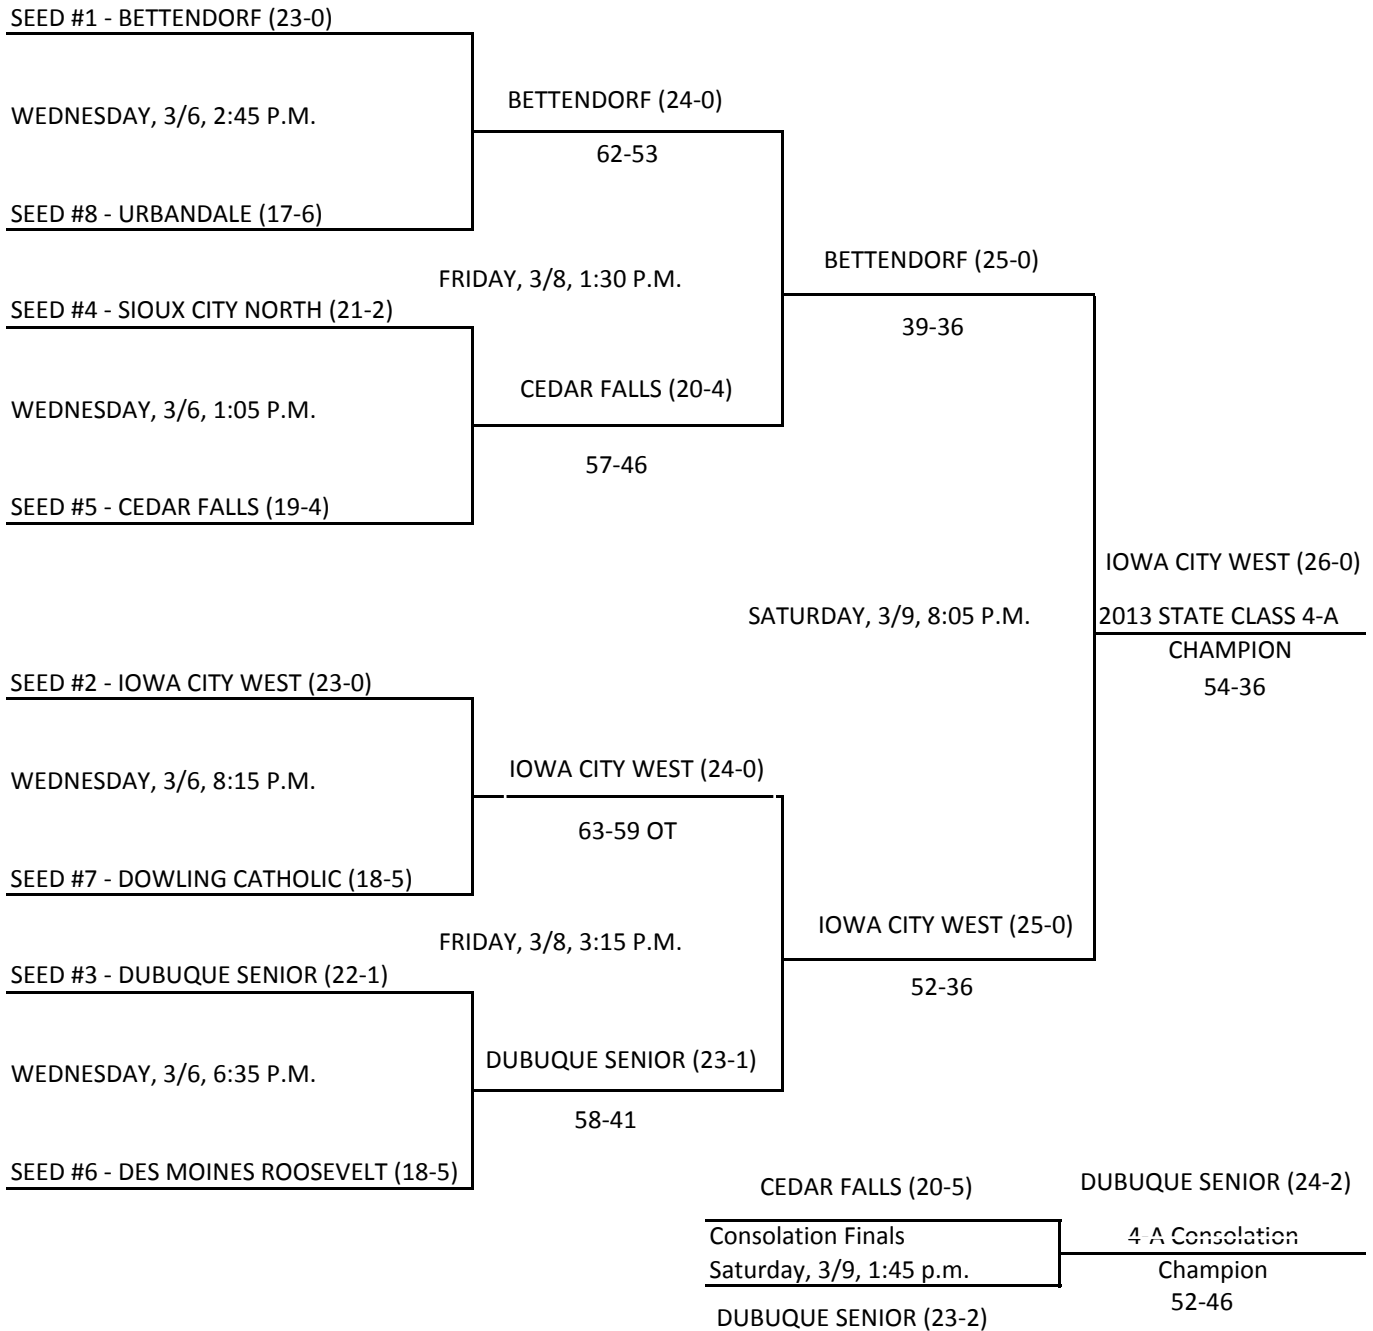 SEED #1 - BETTENDORF (23-0)
WEDNESDAY, 3/6, 2:45 P.M.
BETTENDORF (24-0)
62-53
SEED #8 - URBANDALE (17-6)
FRIDAY, 3/8, 1:30 P.M.
BETTENDORF (25-0)
39-36
SEED #4 - SIOUX CITY NORTH (21-2)
WEDNESDAY, 3/6, 1:05 P.M.
CEDAR FALLS (20-4)
57-46
SEED #5 - CEDAR FALLS (19-4)
SATURDAY, 3/9, 8:05 P.M.
IOWA CITY WEST (26-0)
2013 STATE CLASS 4-A
CHAMPION
54-36
SEED #2 - IOWA CITY WEST (23-0)
WEDNESDAY, 3/6, 8:15 P.M.
IOWA CITY WEST (24-0)
63-59 OT
SEED #7 - DOWLING CATHOLIC (18-5)
FRIDAY, 3/8, 3:15 P.M.
IOWA CITY WEST (25-0)
52-36
SEED #3 - DUBUQUE SENIOR (22-1)
WEDNESDAY, 3/6, 6:35 P.M.
DUBUQUE SENIOR (23-1)
58-41
SEED #6 - DES MOINES ROOSEVELT (18-5)
CEDAR FALLS (20-5)
Consolation Finals
Saturday, 3/9, 1:45 p.m.
DUBUQUE SENIOR (23-2)
DUBUQUE SENIOR (24-2)
4-A Consolation
Champion
52-46